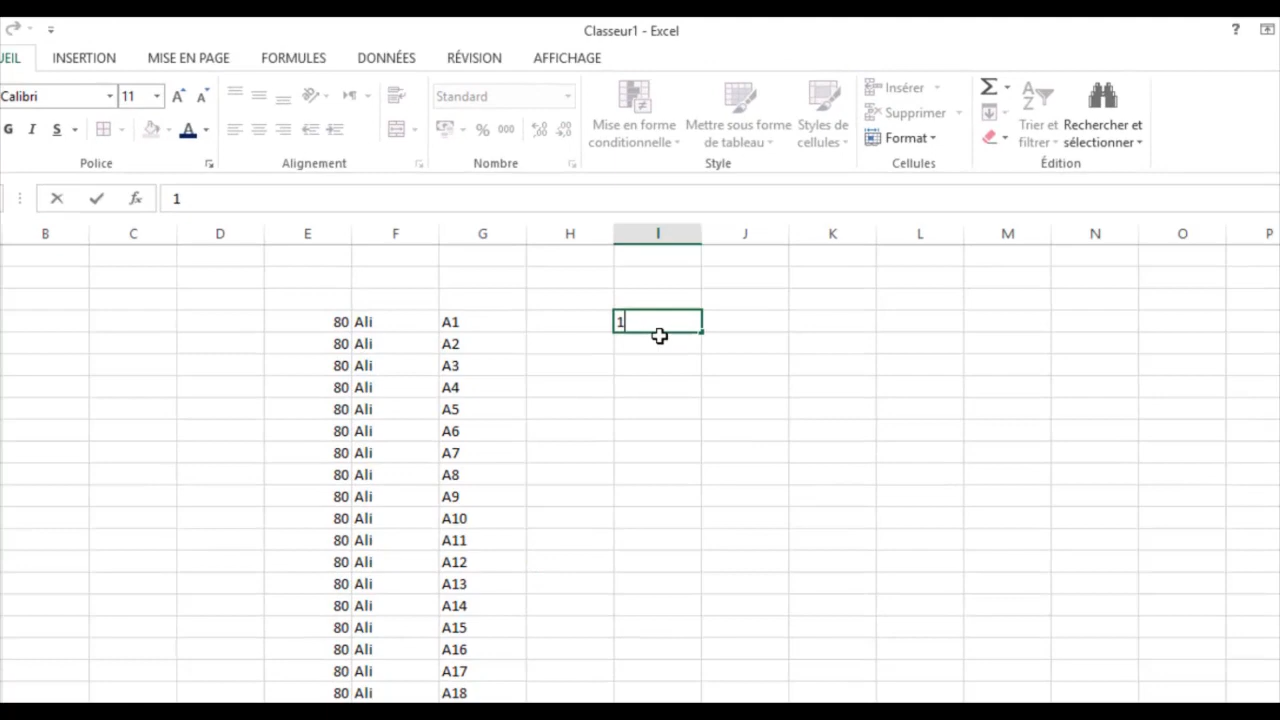 Classeur1 - Excel ?
UEIL INSERTION MISE EN PAGE FORMULES DONNÉES RÉVISION AFFICHAGE
Calibri 11 A A Standard Mise en forme conditionnelle Mettre sous forme de tableau Styles de cellules Insérer Supprimer Format Σ A Z Trier et filtrer Rechercher et sélectionner
G I S A % 000
Police Alignement Nombre Style Cellules Édition
fx 1
B C D E F G H I J K L M N O P
80 Ali A1 1
80 Ali A2
80 Ali A3
80 Ali A4
80 Ali A5
80 Ali A6
80 Ali A7
80 Ali A8
80 Ali A9
80 Ali A10
80 Ali A11
80 Ali A12
80 Ali A13
80 Ali A14
80 Ali A15
80 Ali A16
80 Ali A17
80 Ali A18